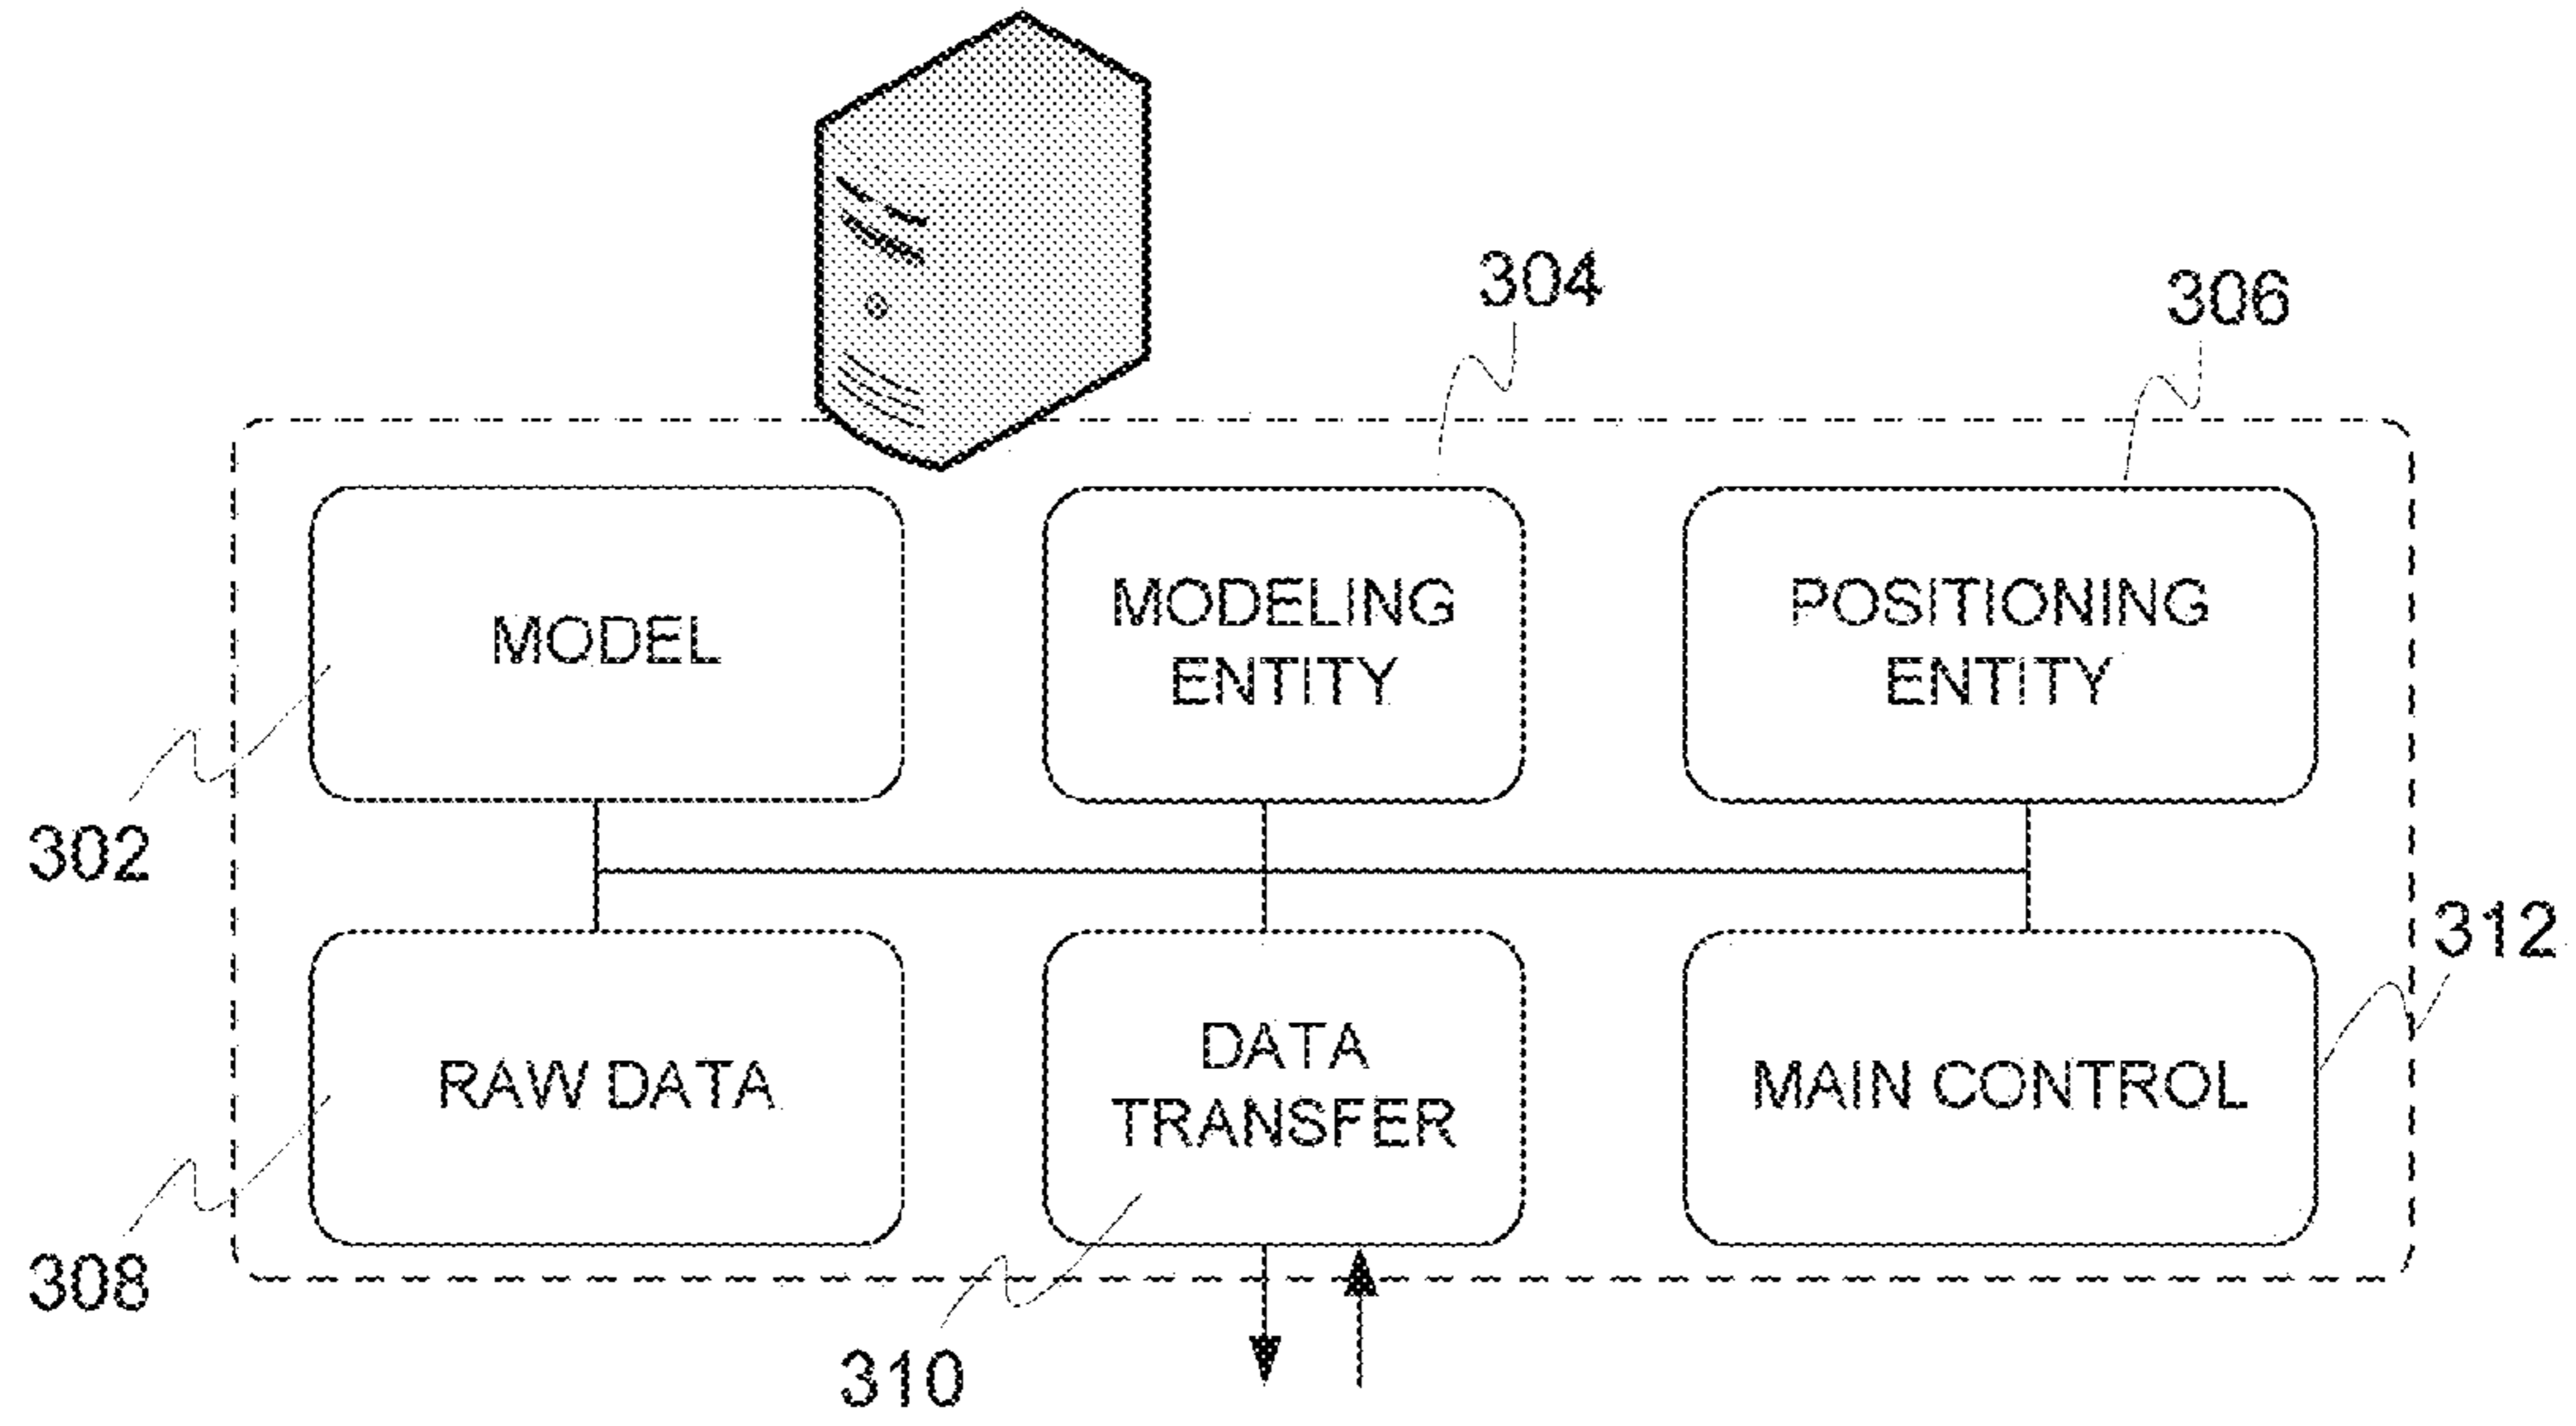 304
306
MODEL
MODELING
ENTITY
POSITIONING
ENTITY
302
312
RAW DATA
DATA
TRANSFER
MAIN CONTROL
308
310